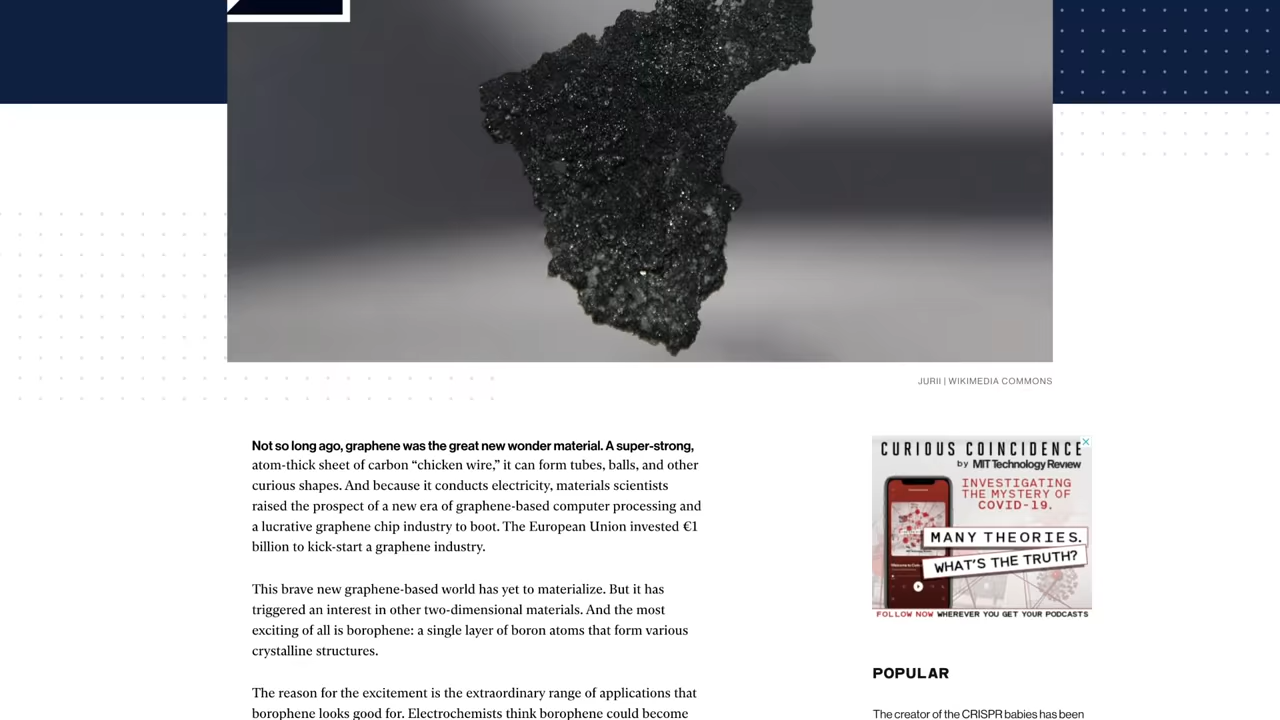 JURII | WIKIMEDIA COMMONS
Not so long ago, graphene was the great new wonder material. A super-strong,
atom-thick sheet of carbon “chicken wire,” it can form tubes, balls, and other
curious shapes. And because it conducts electricity, materials scientists
raised the prospect of a new era of graphene-based computer processing and
a lucrative graphene chip industry to boot. The European Union invested €1
billion to kick-start a graphene industry.
This brave new graphene-based world has yet to materialize. But it has
triggered an interest in other two-dimensional materials. And the most
exciting of all is borophene: a single layer of boron atoms that form various
crystalline structures.
The reason for the excitement is the extraordinary range of applications that
borophene looks good for. Electrochemists think borophene could become
CURIOUS COINCIDENCE
by MIT Technology Review
INVESTIGATING
THE MYSTERY OF
COVID-19.
MANY THEORIES.
WHAT'S THE TRUTH?
FOLLOW NOW WHEREVER YOU GET YOUR PODCASTS
POPULAR
The creator of the CRISPR babies has been